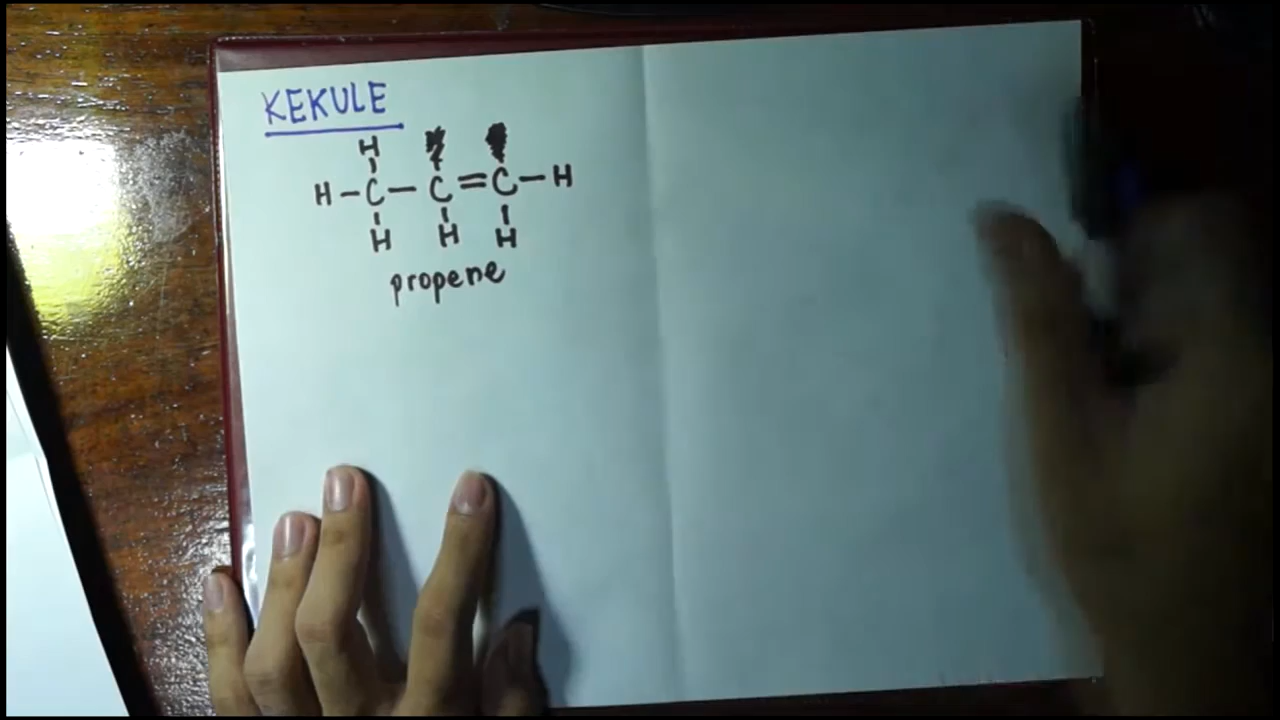 KEKULE
H
H-C-C=C-H
H H H
propene